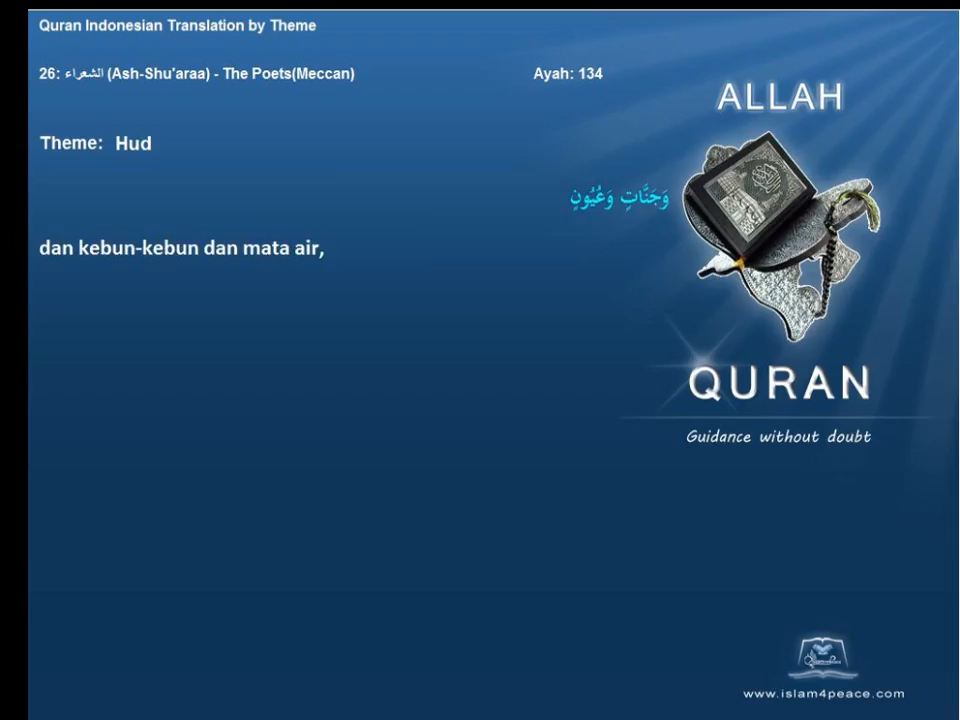 Quran Indonesian Translation by Theme
26: الشعراء (Ash-Shu'araa) - The Poets(Meccan) Ayah: 134
ALLAH
Theme: Hud
وَجَنَّاتٍ وَعُيُونٍ
dan kebun-kebun dan mata air,
QURAN
Guidance without doubt
www.islam4peace.com